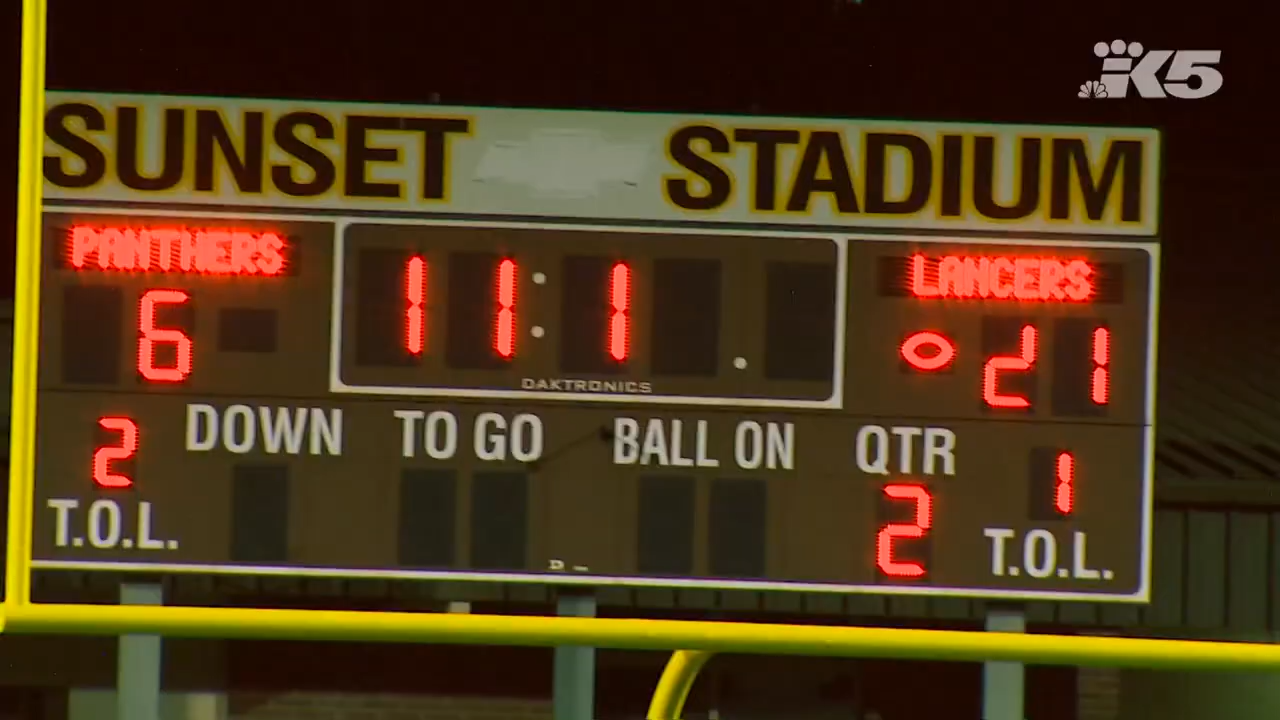 K5
SUNSET STADIUM
PANTHERS
LANCERS
11:1
6
21
DAKTRONICS
DOWN TO GO BALL ON QTR
2
1
2
T.O.L.
T.O.L.